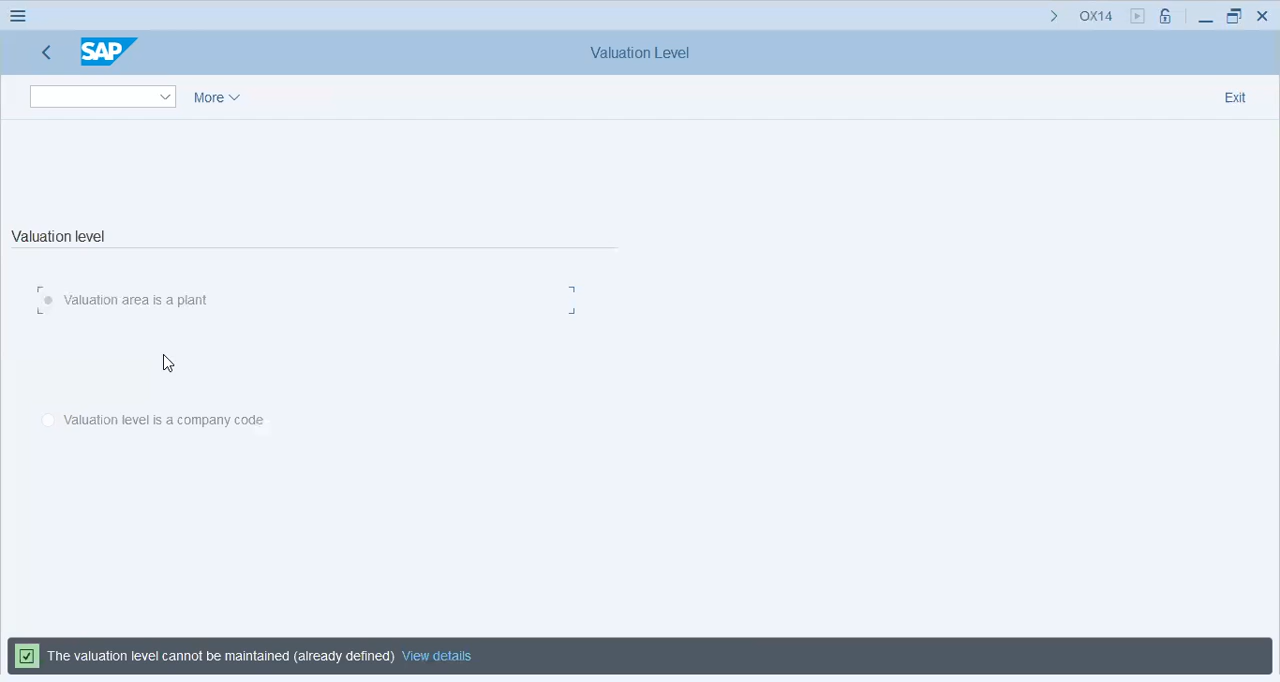 OX14
SAP
Valuation Level
More
Exit
Valuation level
Valuation area is a plant
Valuation level is a company code
The valuation level cannot be maintained (already defined) View details